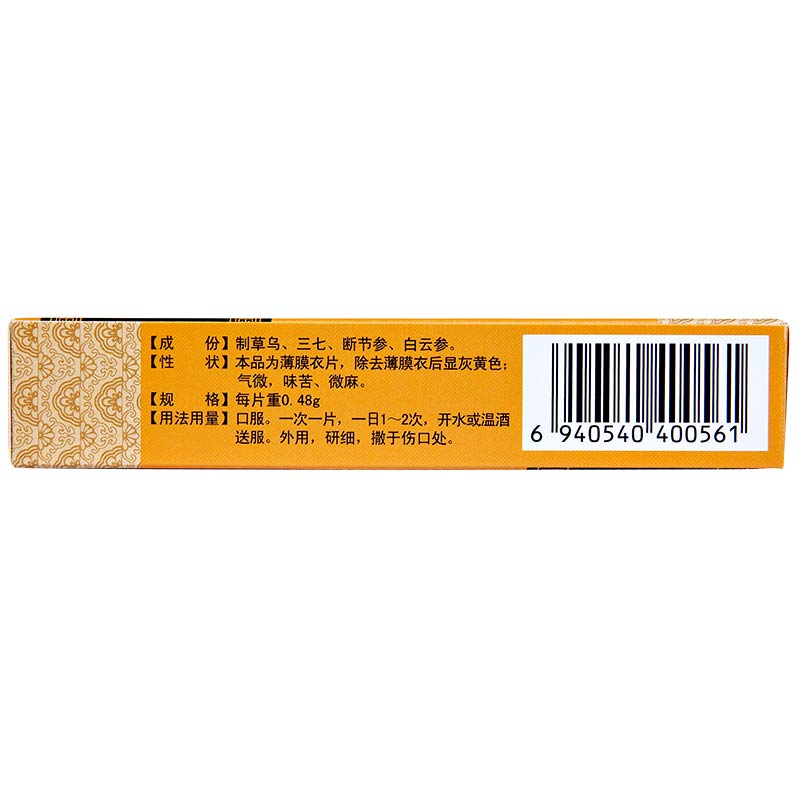 【成　份】制草乌、三七、断节参、白云参。
【性　状】本品为薄膜衣片，除去薄膜衣后显灰黄色；
气微，味苦、微麻。
【规　格】每片重0.48g
【用法用量】口服。一次一片，一日1～2次，开水或温酒
送服。外用，研细，撒于伤口处。
6 940540 400561